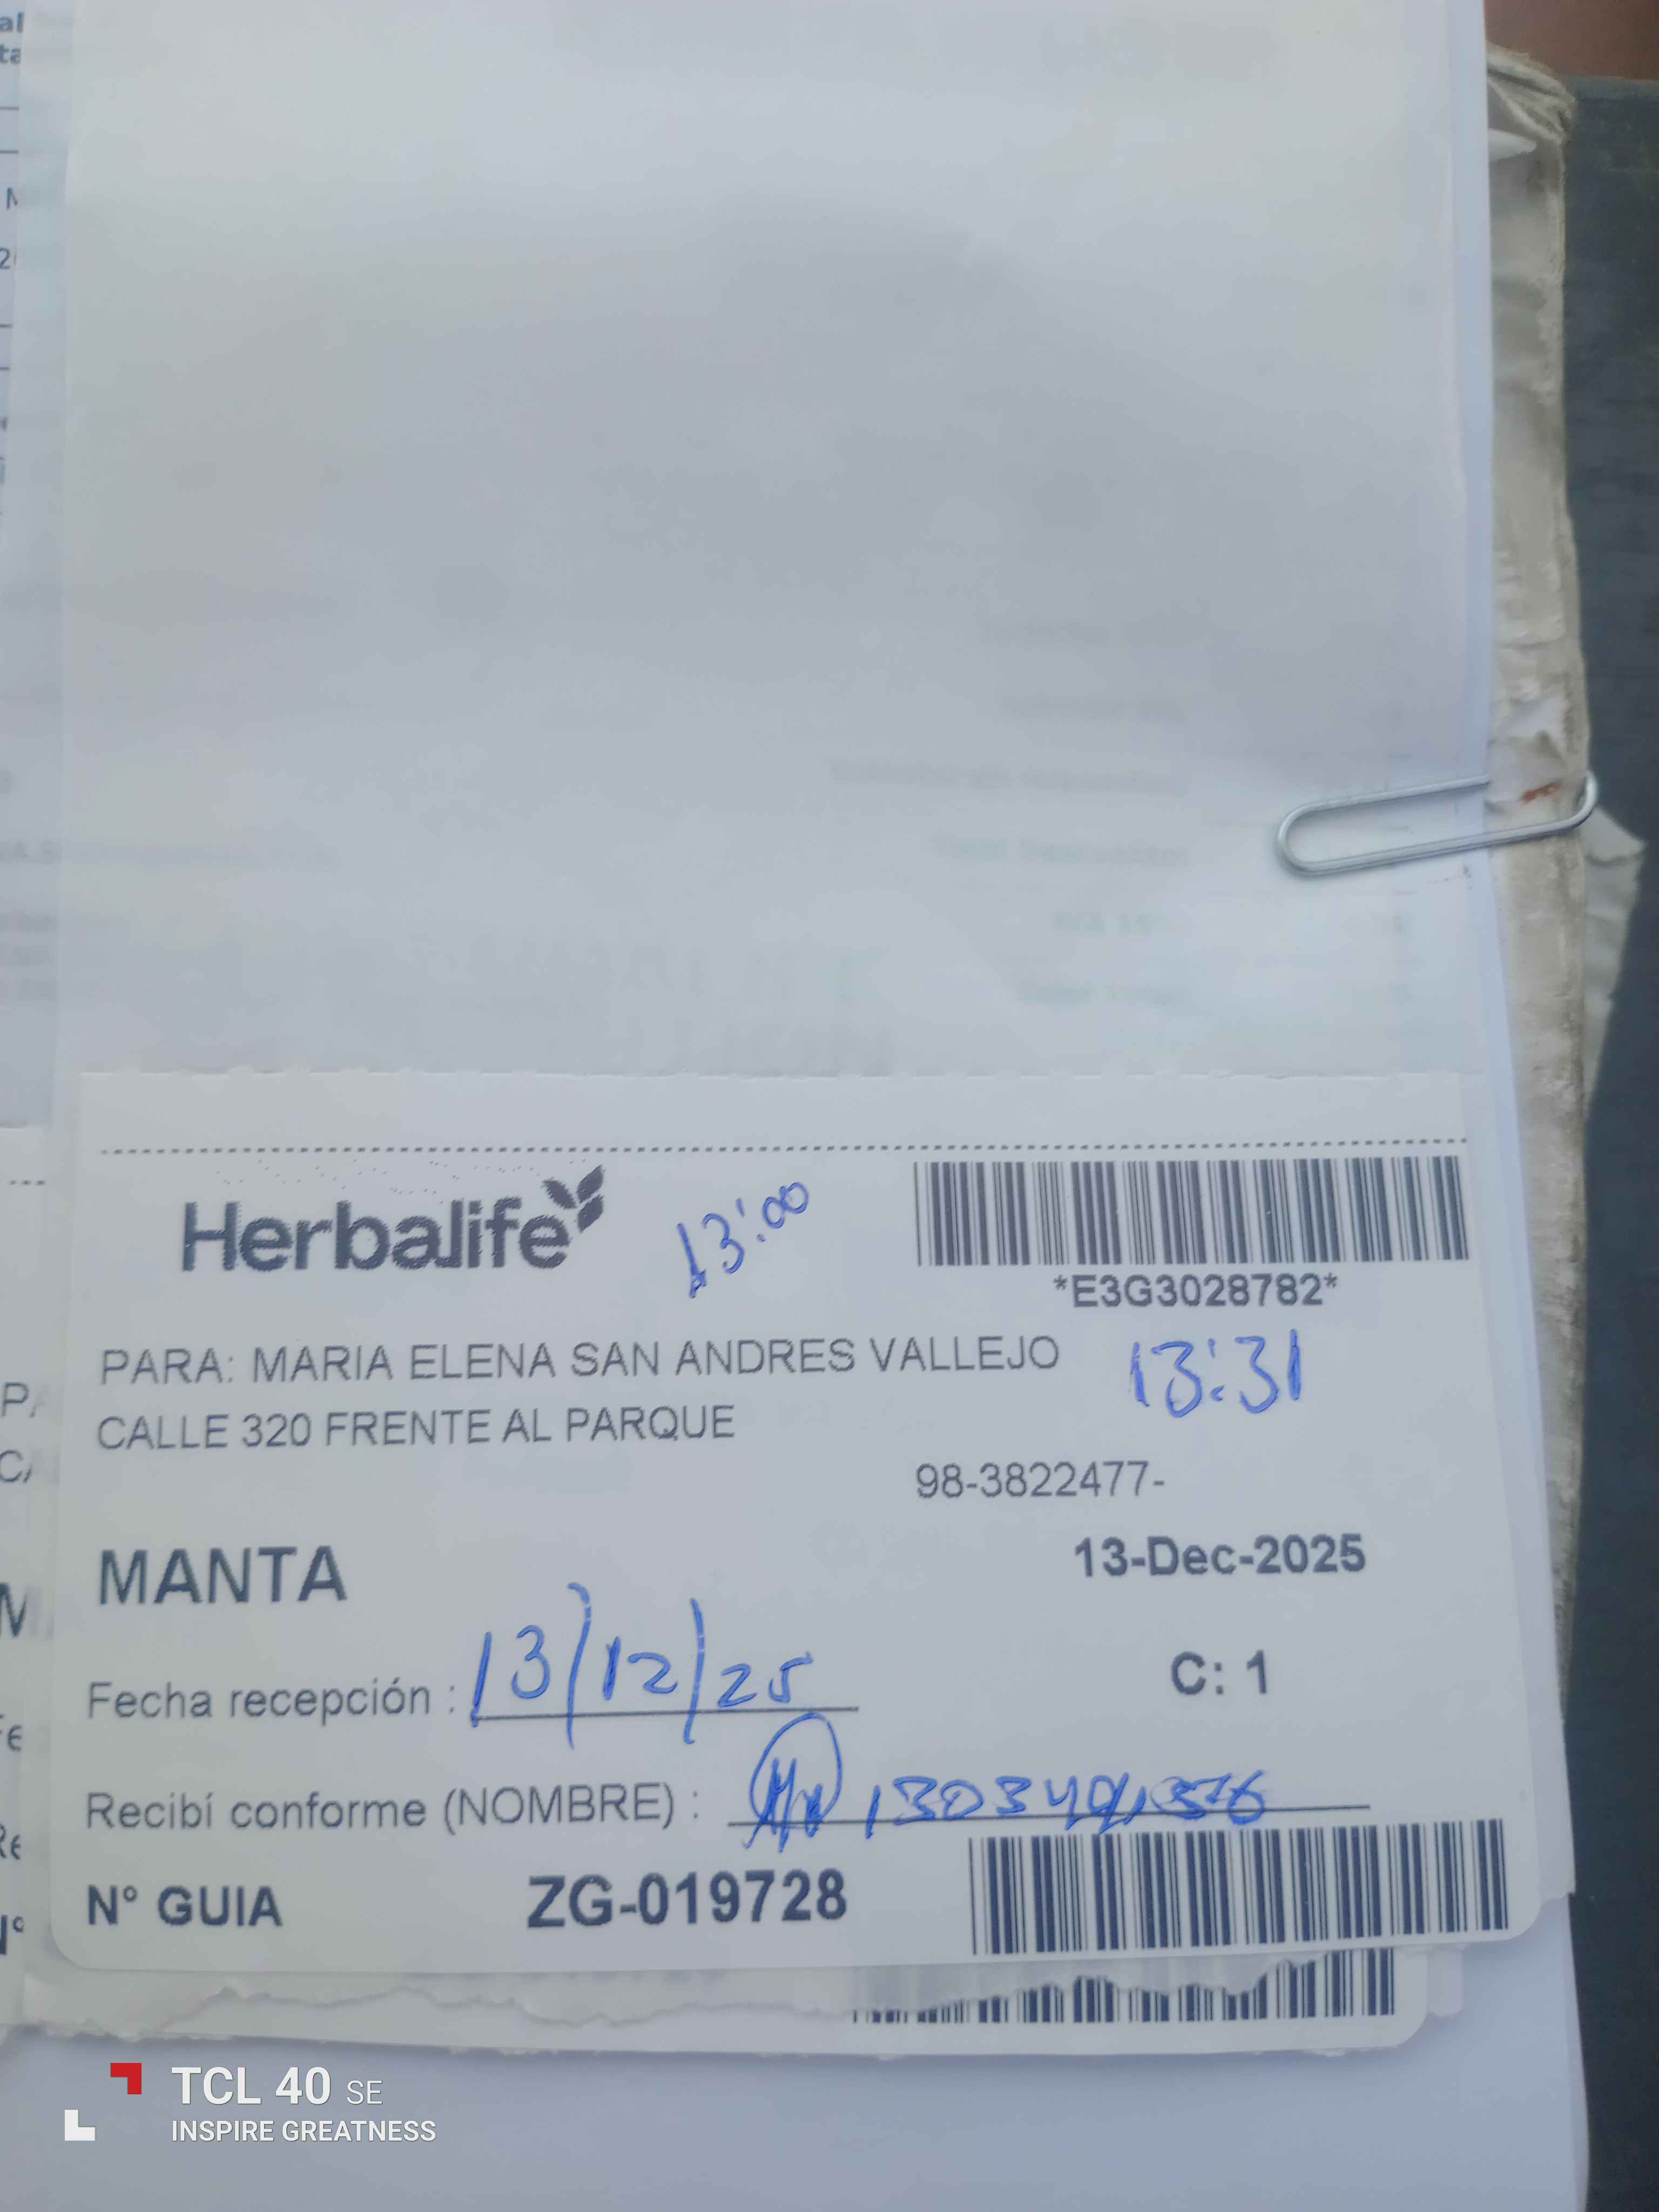 Herbalife
13:00
*E3G3028782*
PARA: MARIA ELENA SAN ANDRES VALLEJO
13:31
CALLE 320 FRENTE AL PARQUE
98-3822477-
MANTA
13-Dec-2025
Fecha recepción : 13/12/25
C: 1
Recibí conforme (NOMBRE) :
N° GUIA ZG-019728
TCL 40 SE
INSPIRE GREATNESS